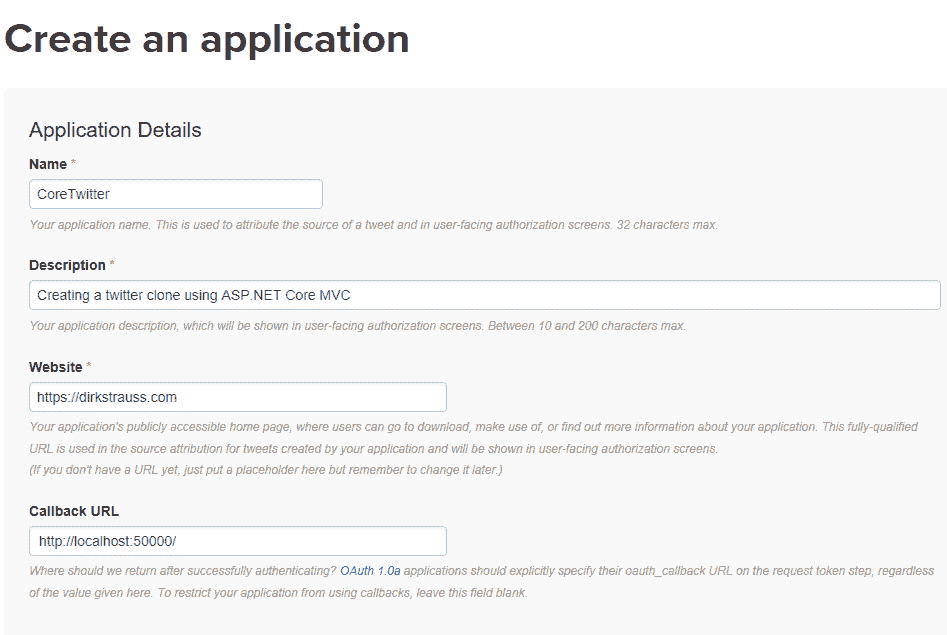 Create an application
Application Details
Name *
CoreTwitter
Your application name. This is used to attribute the source of a tweet and in user-facing authorization screens. 32 characters max.
Description *
Creating a twitter clone using ASP.NET Core MVC
Your application description, which will be shown in user-facing authorization screens. Between 10 and 200 characters max.
Website *
https://dirkstrauss.com
Your application's publicly accessible home page, where users can go to download, make use of, or find out more information about your application. This fully-qualified
URL is used in the source attribution for tweets created by your application and will be shown in user-facing authorization screens.
(If you don't have a URL yet, just put a placeholder here but remember to change it later.)
Callback URL
http://localhost:50000/
Where should we return after successfully authenticating? OAuth 1.0a applications should explicitly specify their oauth_callback URL on the request token step, regardless
of the value given here. To restrict your application from using callbacks, leave this field blank.